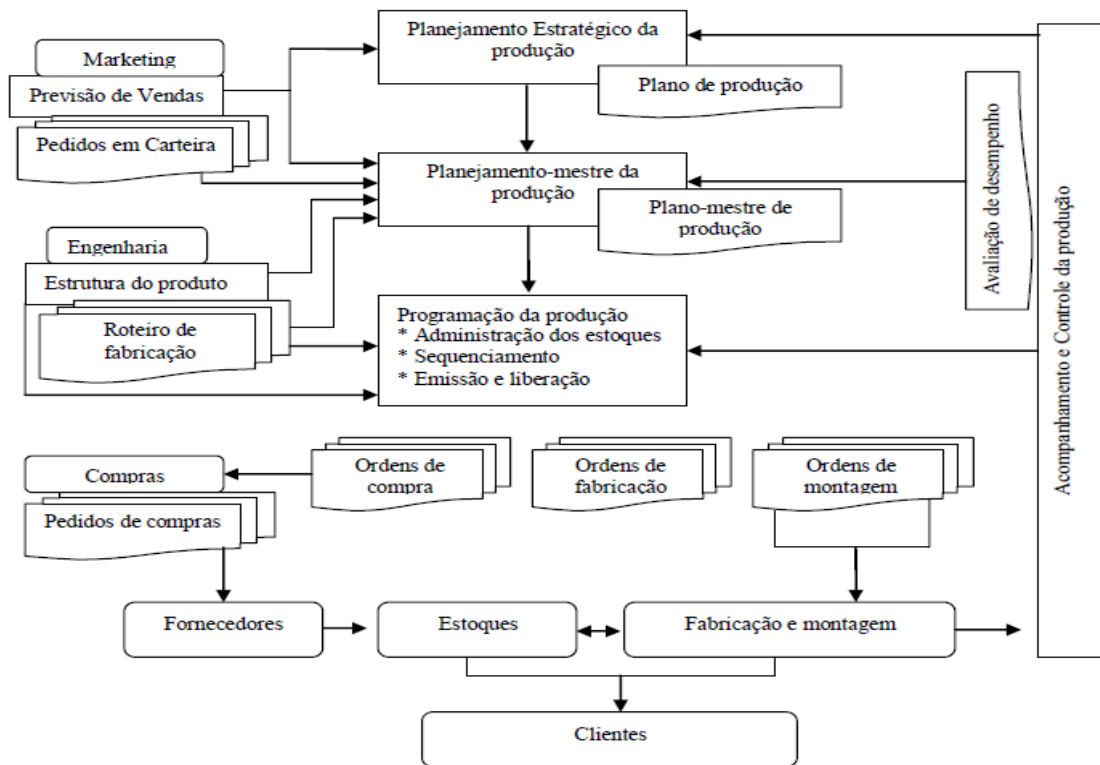 Planejamento Estratégico da
produção
Plano de produção
Marketing
Previsão de Vendas
Pedidos em Carteira
Planejamento-mestre da
produção
Plano-mestre de
produção
Avaliação de desempenho
Acompanhamento e Controle da produção
Engenharia
Estrutura do produto
Roteiro de
fabricação
Programação da produção
* Administração dos estoques
* Sequenciamento
* Emissão e liberação
Compras
Pedidos de compras
Ordens de
compra
Ordens de
fabricação
Ordens de
montagem
Fornecedores
Estoques
Fabricação e montagem
Clientes